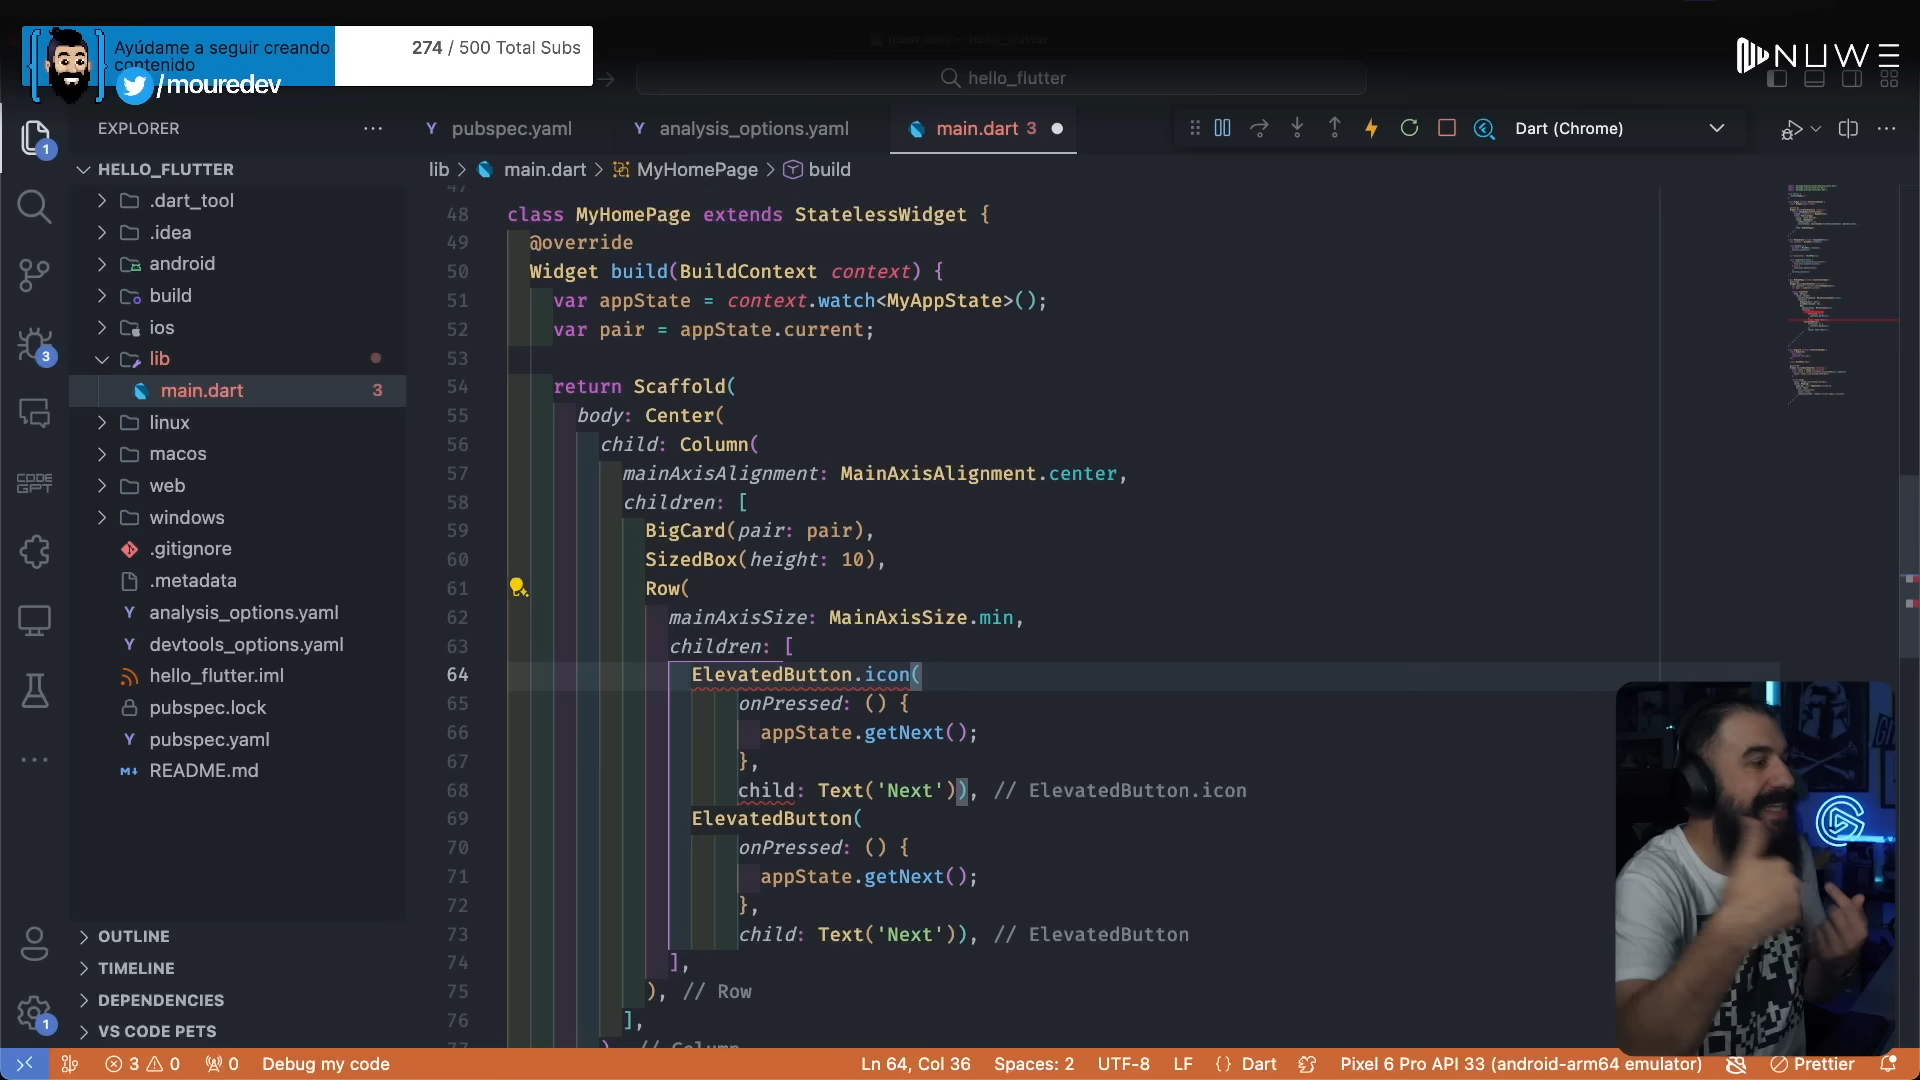 Ayúdame a seguir creando
contenido
274 / 500 Total Subs
/mouredev
hello_flutter
NUWE
EXPLORER
pubspec.yaml
analysis_options.yaml
main.dart 3
Dart (Chrome)
lib > main.dart > MyHomePage > build
HELLO_FLUTTER
.dart_tool
.idea
android
build
ios
lib
main.dart 3
linux
macos
web
windows
.gitignore
.metadata
analysis_options.yaml
devtools_options.yaml
hello_flutter.iml
pubspec.lock
pubspec.yaml
README.md
OUTLINE
TIMELINE
DEPENDENCIES
VS CODE PETS
1
3
CODE
GPT
1
47
48 class MyHomePage extends StatelessWidget {
49 @override
50 Widget build(BuildContext context) {
51 var appState = context.watch<MyAppState>();
52 var pair = appState.current;
53
54 return Scaffold(
55 body: Center(
56 child: Column(
57 mainAxisAlignment: MainAxisAlignment.center,
58 children: [
59 BigCard(pair: pair),
60 SizedBox(height: 10),
61 Row(
62 mainAxisSize: MainAxisSize.min,
63 children: [
64 ElevatedButton.icon(
65 onPressed: () {
66 appState.getNext();
67 },
68 child: Text('Next')), // ElevatedButton.icon
69 ElevatedButton(
70 onPressed: () {
71 appState.getNext();
72 },
73 child: Text('Next')), // ElevatedButton
74 ],
75 ), // Row
76 ],
77 ), // Column
3 0 0 Debug my code Ln 64, Col 36 Spaces: 2 UTF-8 LF {} Dart Pixel 6 Pro API 33 (android-arm64 emulator) Prettier